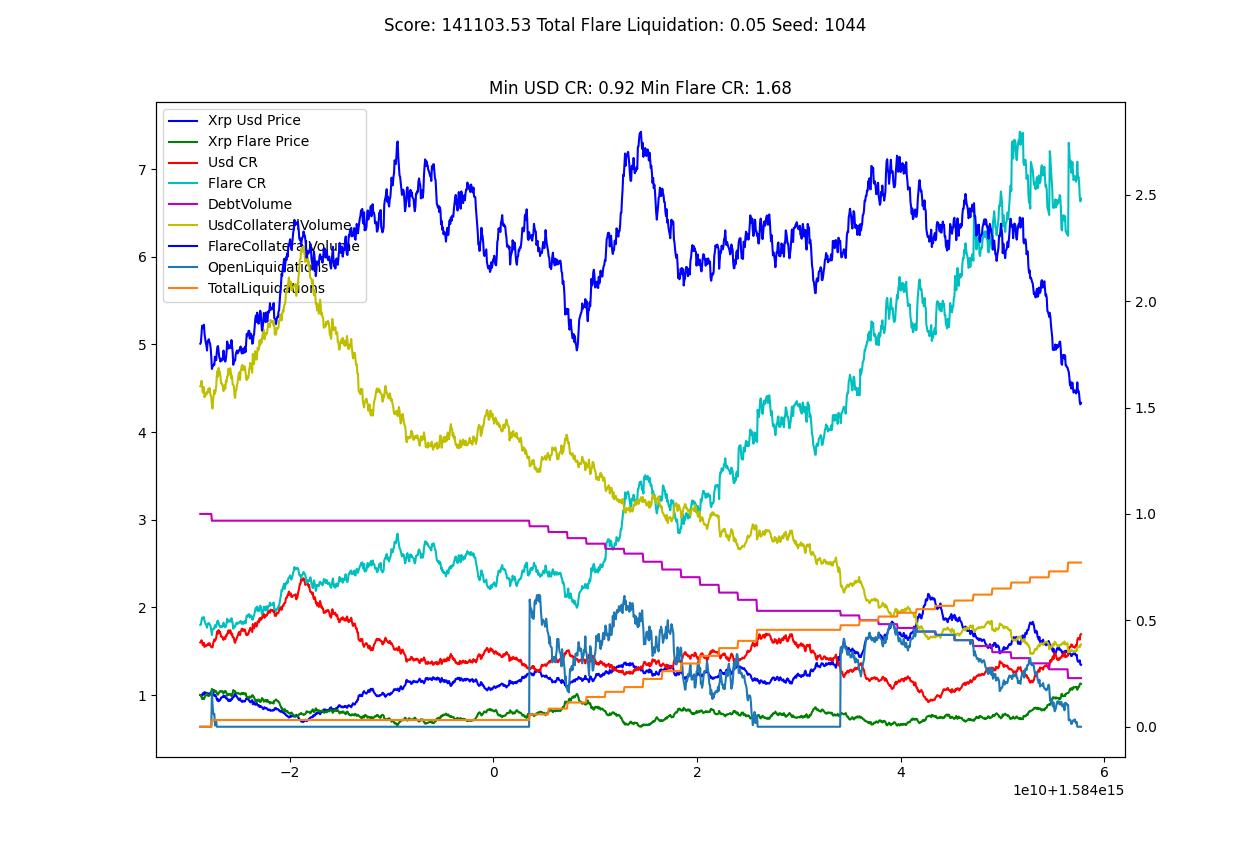 Score: 141103.53 Total Flare Liquidation: 0.05 Seed: 1044
Min USD CR: 0.92 Min Flare CR: 1.68
Xrp Usd Price
Xrp Flare Price
Usd CR
Flare CR
DebtVolume
UsdCollateralVolume
FlareCollateralVolume
OpenLiquidations
TotalLiquidations
7
6
5
4
3
2
1
2.5
2.0
1.5
1.0
0.5
0.0
−2
0
2
4
6
1e10+1.584e15